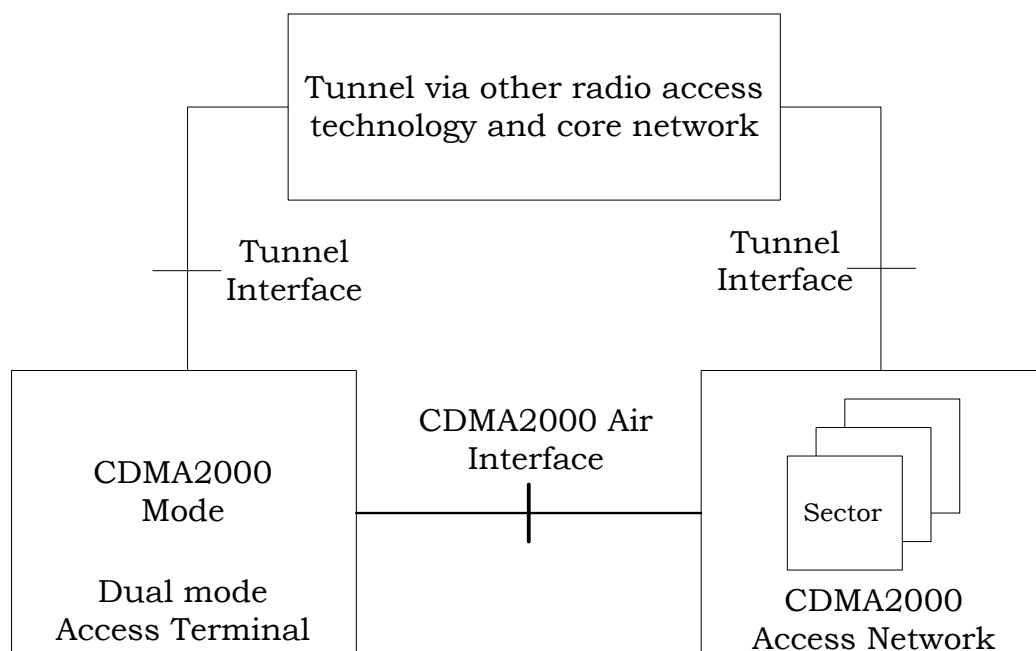 Tunnel via other radio access
technology and core network
Tunnel
Interface
Tunnel
Interface
CDMA2000 Air
Interface
CDMA2000
Mode
Dual mode
Access Terminal
Sector
CDMA2000
Access Network